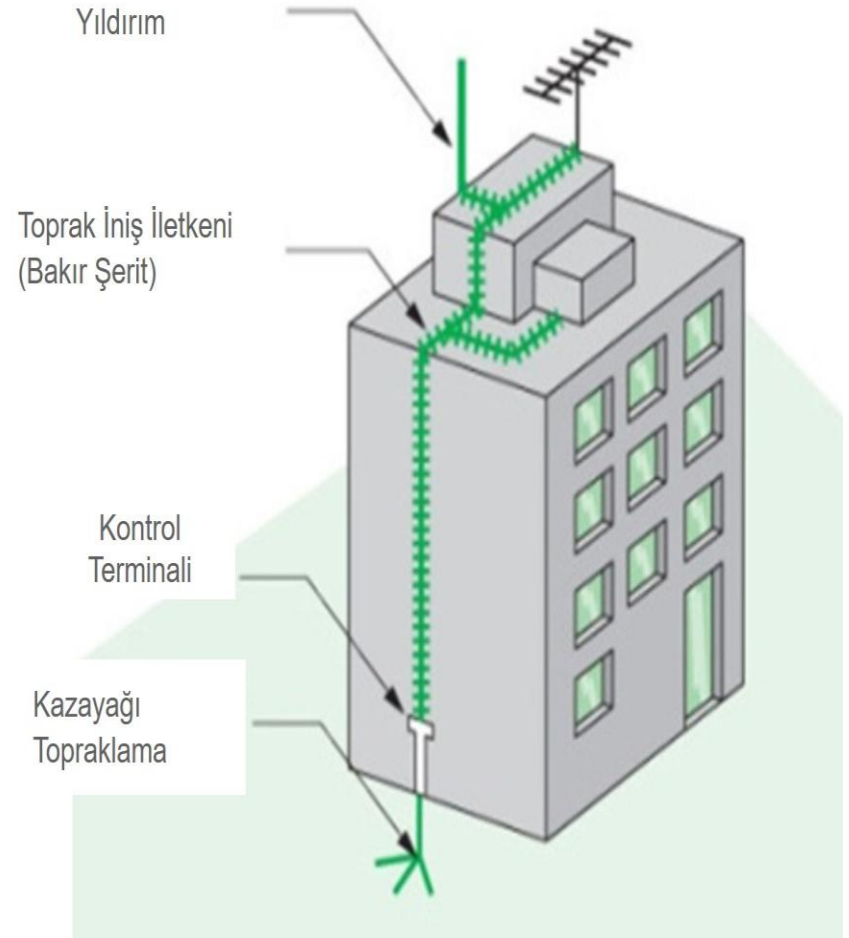 Yıldırım
Toprak İniş İletkeni
(Bakır Şerit)
Kontrol
Terminali
Kazayağı
Topraklama